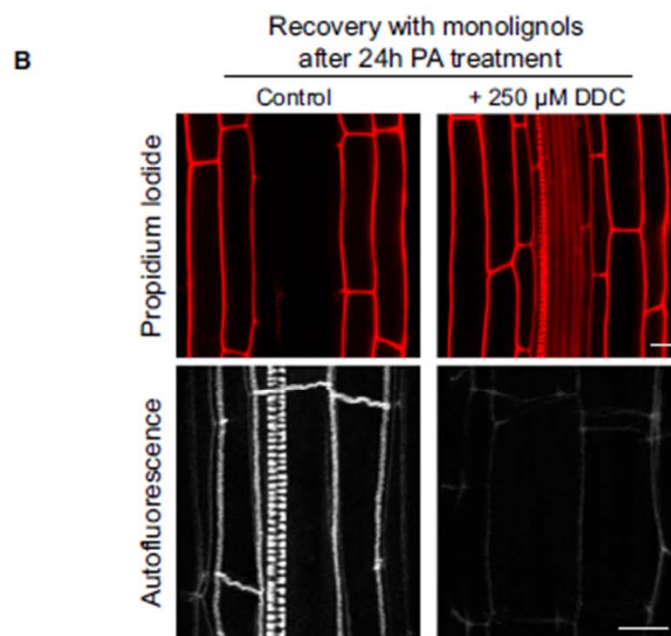 B
Recovery with monolignols
after 24h PA treatment
Control
+ 250 µM DDC
Propidium Iodide
Autofluorescence